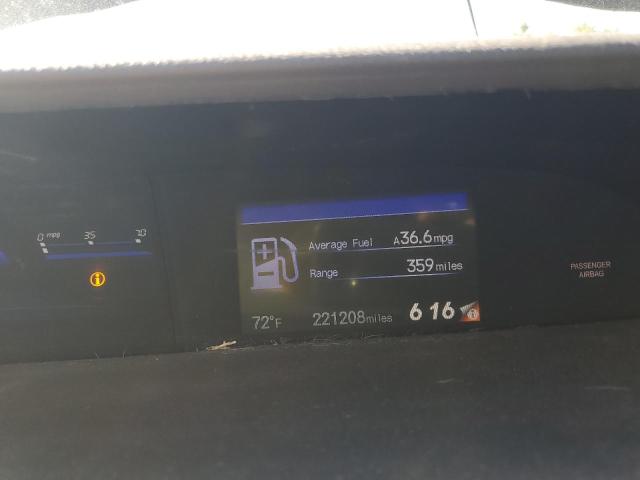 0 mpg 35 70
Average Fuel A36.6mpg
Range 359miles
72°F 221208miles 6 16
PASSENGER
AIRBAG